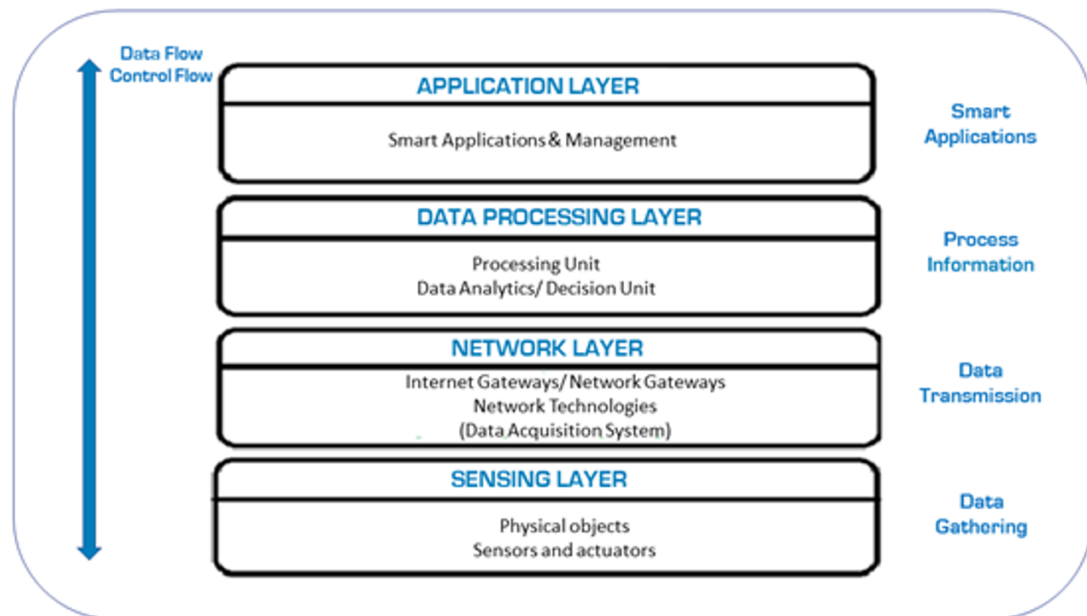 Data Flow
Control Flow
APPLICATION LAYER
Smart Applications & Management
Smart
Applications
DATA PROCESSING LAYER
Processing Unit
Data Analytics/ Decision Unit
Process
Information
NETWORK LAYER
Internet Gateways/ Network Gateways
Network Technologies
(Data Acquisition System)
Data
Transmission
SENSING LAYER
Physical objects
Sensors and actuators
Data
Gathering